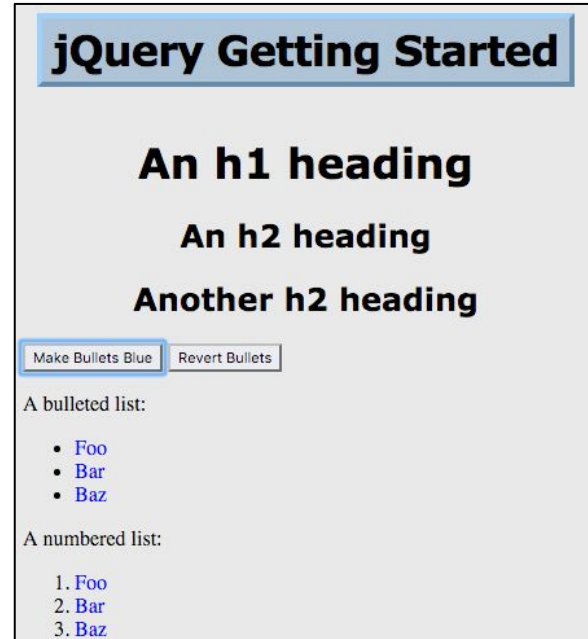 jQuery Getting Started
An h1 heading
An h2 heading
Another h2 heading
Make Bullets Blue Revert Bullets
A bulleted list:
• Foo
• Bar
• Baz
A numbered list:
1. Foo
2. Bar
3. Baz